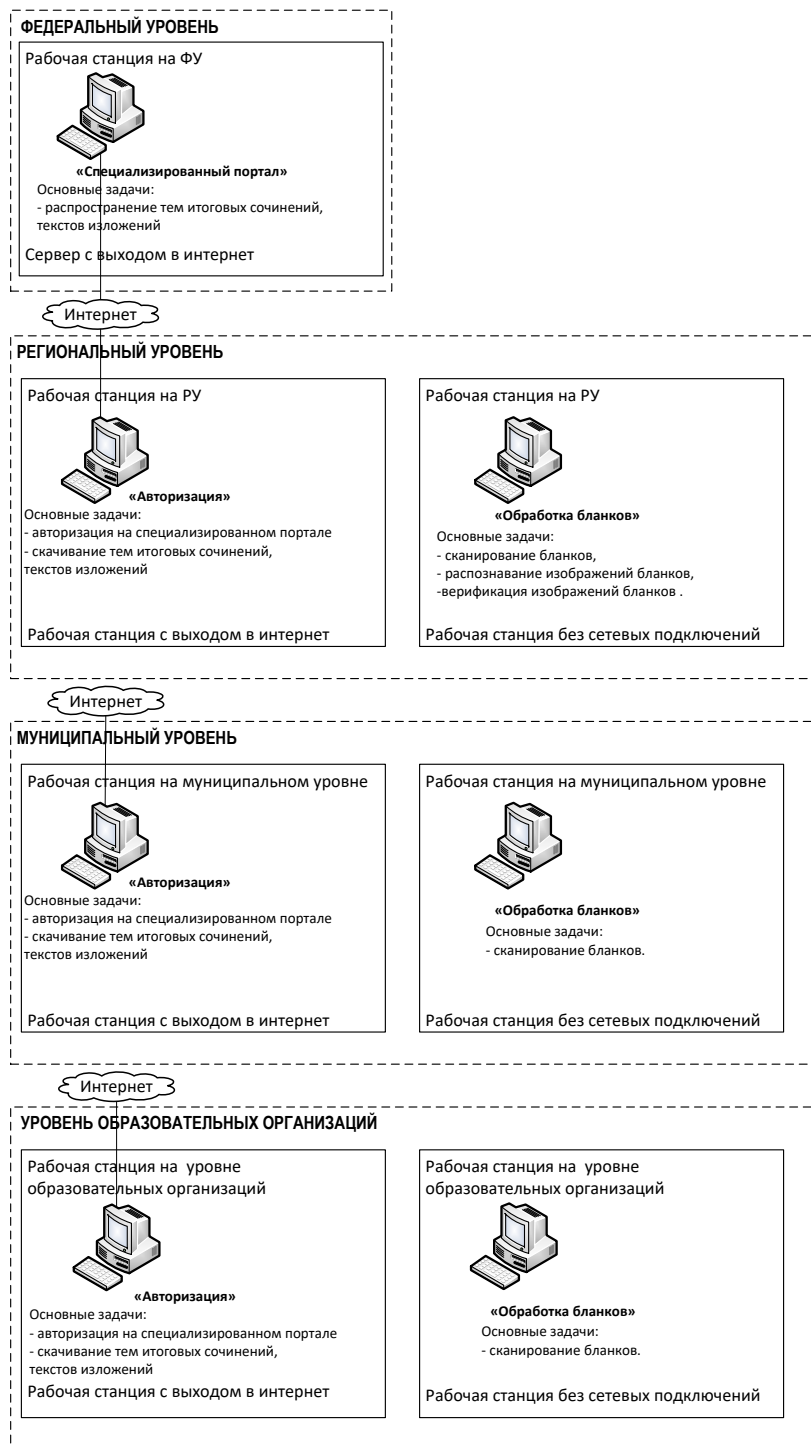 ФЕДЕРАЛЬНЫЙ УРОВЕНЬ
Рабочая станция на ФУ
«Специализированный портал»
Основные задачи:
- распространение тем итоговых сочинений,
текстов изложений
Сервер с выходом в интернет
Интернет
РЕГИОНАЛЬНЫЙ УРОВЕНЬ
Рабочая станция на РУ
«Авторизация»
Основные задачи:
- авторизация на специализированном портале
- скачивание тем итоговых сочинений,
текстов изложений
Рабочая станция с выходом в интернет
Рабочая станция на РУ
«Обработка бланков»
Основные задачи:
- сканирование бланков,
- распознавание изображений бланков,
-верификация изображений бланков .
Рабочая станция без сетевых подключений
Интернет
МУНИЦИПАЛЬНЫЙ УРОВЕНЬ
Рабочая станция на муниципальном уровне
«Авторизация»
Основные задачи:
- авторизация на специализированном портале
- скачивание тем итоговых сочинений,
текстов изложений
Рабочая станция с выходом в интернет
Рабочая станция на муниципальном уровне
«Обработка бланков»
Основные задачи:
- сканирование бланков.
Рабочая станция без сетевых подключений
Интернет
УРОВЕНЬ ОБРАЗОВАТЕЛЬНЫХ ОРГАНИЗАЦИЙ
Рабочая станция на уровне
образовательных организаций
«Авторизация»
Основные задачи:
- авторизация на специализированном портале
- скачивание тем итоговых сочинений,
текстов изложений
Рабочая станция с выходом в интернет
Рабочая станция на уровне
образовательных организаций
«Обработка бланков»
Основные задачи:
- сканирование бланков.
Рабочая станция без сетевых подключений